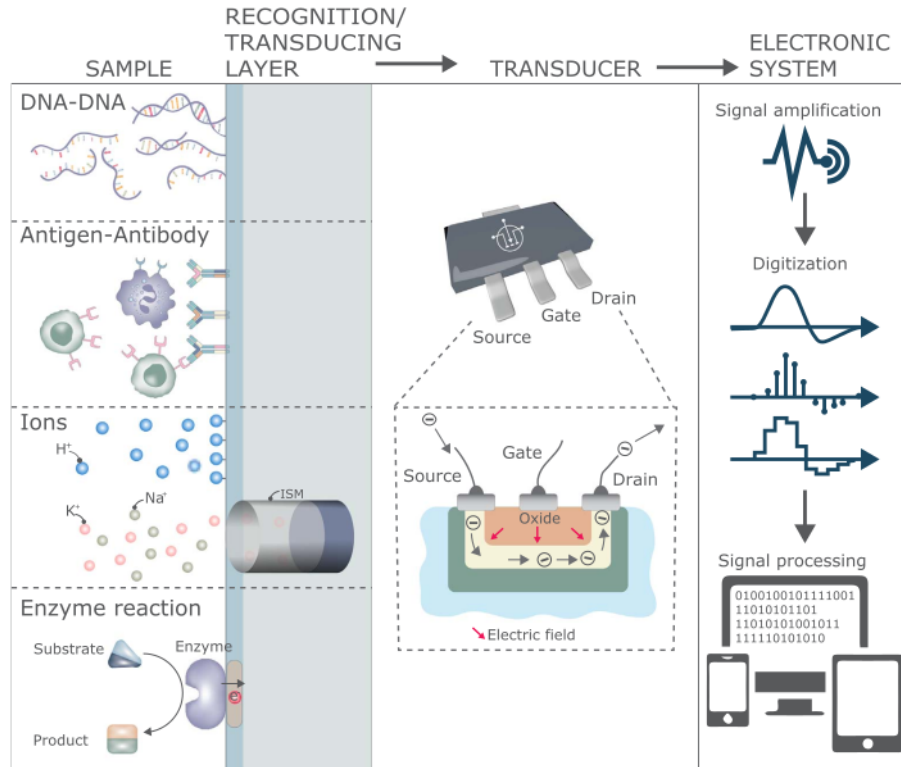 SAMPLE
RECOGNITION/
TRANSDUCING
LAYER
TRANSDUCER
ELECTRONIC
SYSTEM
DNA-DNA
Antigen-Antibody
Ions
H⁺
K⁺
Na⁺
ISM
Enzyme reaction
Substrate
Enzyme
Product
Source
Gate
Drain
Source
Gate
Drain
Oxide
Electric field
Signal amplification
Digitization
Signal processing
0100100101111001
11010101101
11010101001011
111110101010